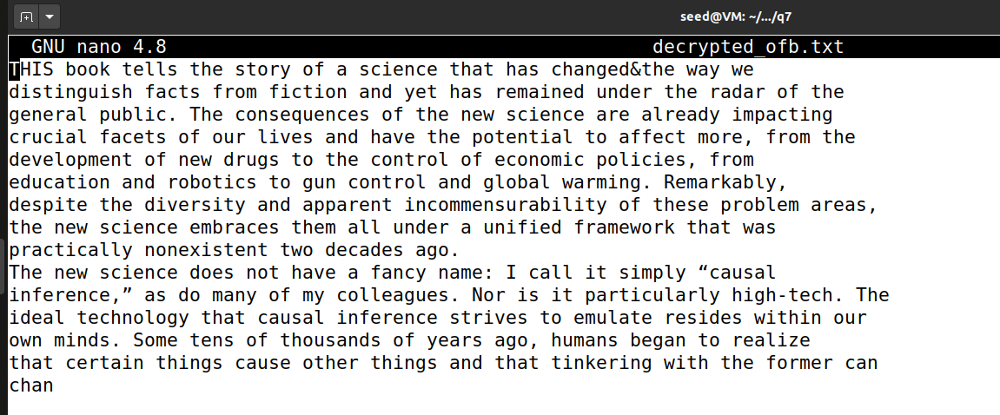 seed@VM: ~/.../q7
GNU nano 4.8 decrypted_ofb.txt
THIS book tells the story of a science that has changed&the way we
distinguish facts from fiction and yet has remained under the radar of the
general public. The consequences of the new science are already impacting
crucial facets of our lives and have the potential to affect more, from the
development of new drugs to the control of economic policies, from
education and robotics to gun control and global warming. Remarkably,
despite the diversity and apparent incommensurability of these problem areas,
the new science embraces them all under a unified framework that was
practically nonexistent two decades ago.
The new science does not have a fancy name: I call it simply “causal
inference,” as do many of my colleagues. Nor is it particularly high-tech. The
ideal technology that causal inference strives to emulate resides within our
own minds. Some tens of thousands of years ago, humans began to realize
that certain things cause other things and that tinkering with the former can
chan